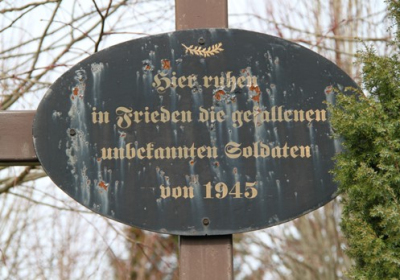 Hier ruhen
in Frieden die gefallenen
unbekannten Soldaten
von 1945